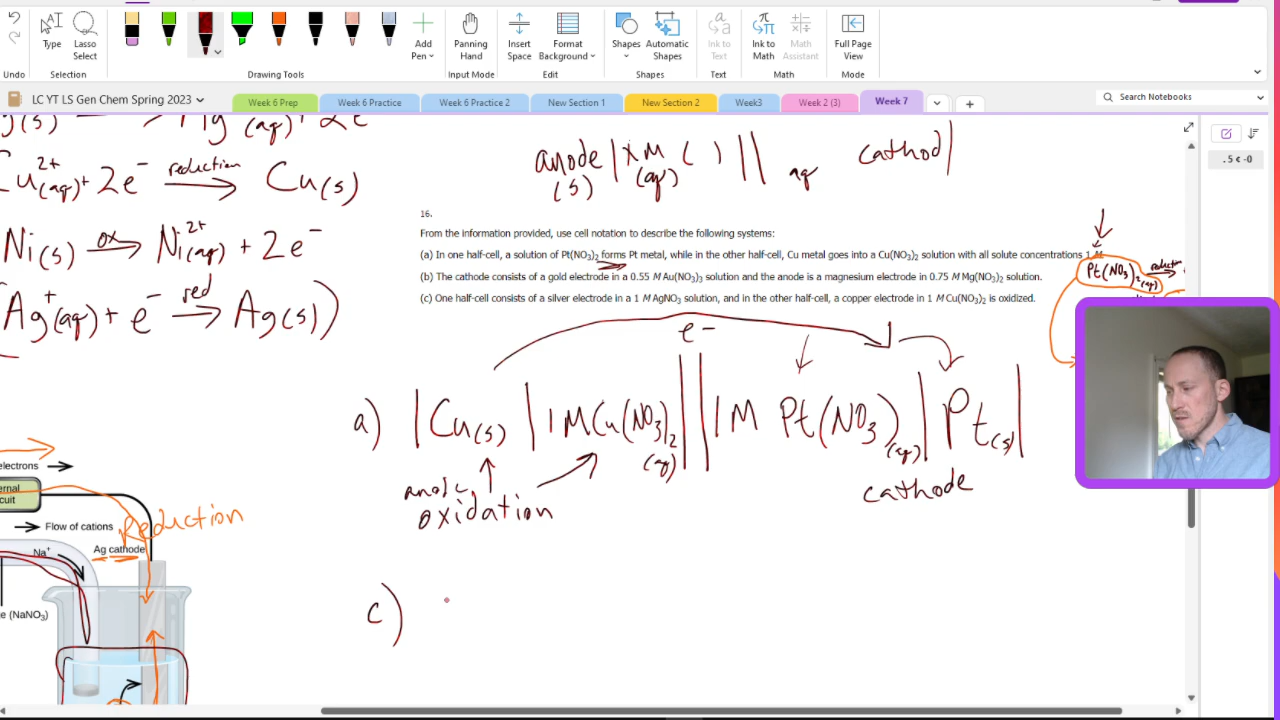 Type
Lasso Select
Add Pen
Panning Hand
Insert Space
Format Background
Shapes
Automatic Shapes
Ink to Text
Ink to Math
Math Assistant
Full Page View
Undo
Selection
Drawing Tools
Input Mode
Edit
Shapes
Text
Math
Mode
LC YT LS Gen Chem Spring 2023
Week 6 Prep
Week 6 Practice
Week 6 Practice 2
New Section 1
New Section 2
Week3
Week 2 (3)
Week 7
Search Notebooks
.5 ¢ -0
(aq)
anode | XM ( ) || aq cathod|
(s) (aq)
Cu²⁺(aq) + 2e⁻ reduction → Cu(s)
Ni(s) ox → Ni²⁺(aq) + 2e⁻
Ag⁺(aq) + e⁻ red → Ag(s))
16.
From the information provided, use cell notation to describe the following systems:
(a) In one half-cell, a solution of Pt(NO₃)₂ forms Pt metal, while in the other half-cell, Cu metal goes into a Cu(NO₃)₂ solution with all solute concentrations 1 M.
(b) The cathode consists of a gold electrode in a 0.55 M Au(NO₃)₃ solution and the anode is a magnesium electrode in 0.75 M Mg(NO₃)₂ solution.
(c) One half-cell consists of a silver electrode in a 1 M AgNO₃ solution, and in the other half-cell, a copper electrode in 1 M Cu(NO₃)₂ is oxidized.
Pt(NO₃)₂(aq)
e⁻
a) |Cu(s) | 1M Cu(NO₃)₂(aq) || 1M Pt(NO₃)(aq) | Pt(s)|
anode
oxidation
cathode
electrons
Flow of cations
Reduction
Na⁺
Ag cathode
(NaNO₃)
c)